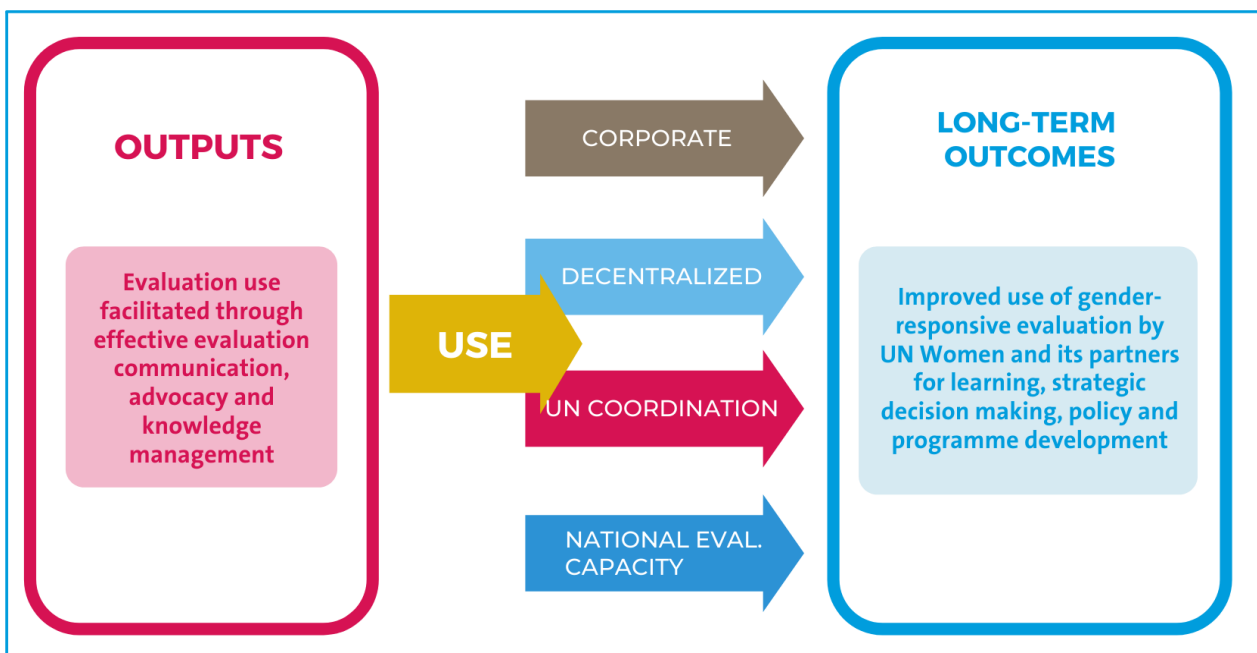 OUTPUTS
Evaluation use
facilitated through
effective evaluation
communication,
advocacy and
knowledge
management
USE
CORPORATE
DECENTRALIZED
UN COORDINATION
NATIONAL EVAL.
CAPACITY
LONG-TERM
OUTCOMES
Improved use of gender-
responsive evaluation by
UN Women and its partners
for learning, strategic
decision making, policy and
programme development